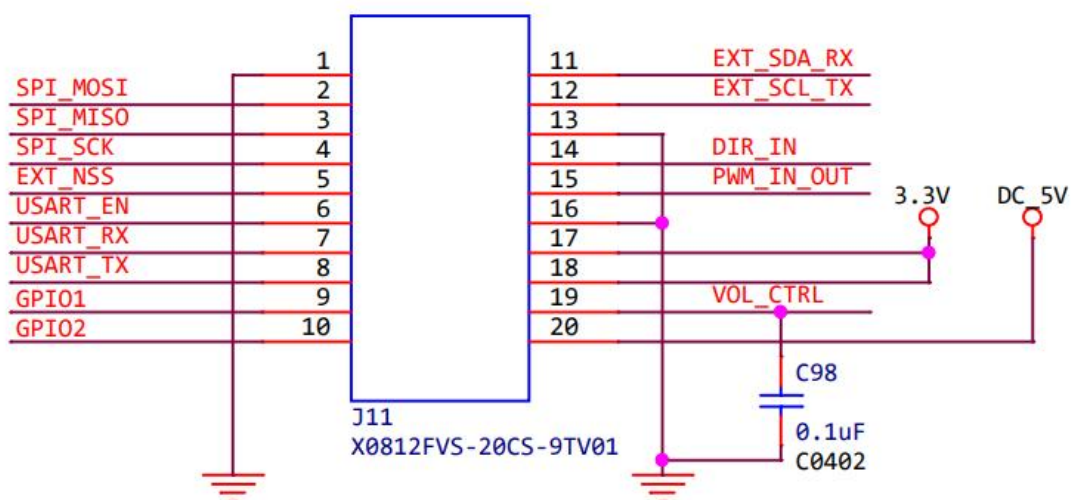 1
SPI_MOSI
2
SPI_MISO
3
SPI_SCK
4
EXT_NSS
5
USART_EN
6
USART_RX
7
USART_TX
8
GPIO1
9
GPIO2
10
11
EXT_SDA_RX
12
EXT_SCL_TX
13
14
DIR_IN
15
PWM_IN_OUT
16
17
18
19
VOL_CTRL
20
3.3V
DC_5V
C98
0.1uF
C0402
J11
X0812FVS-20CS-9TV01